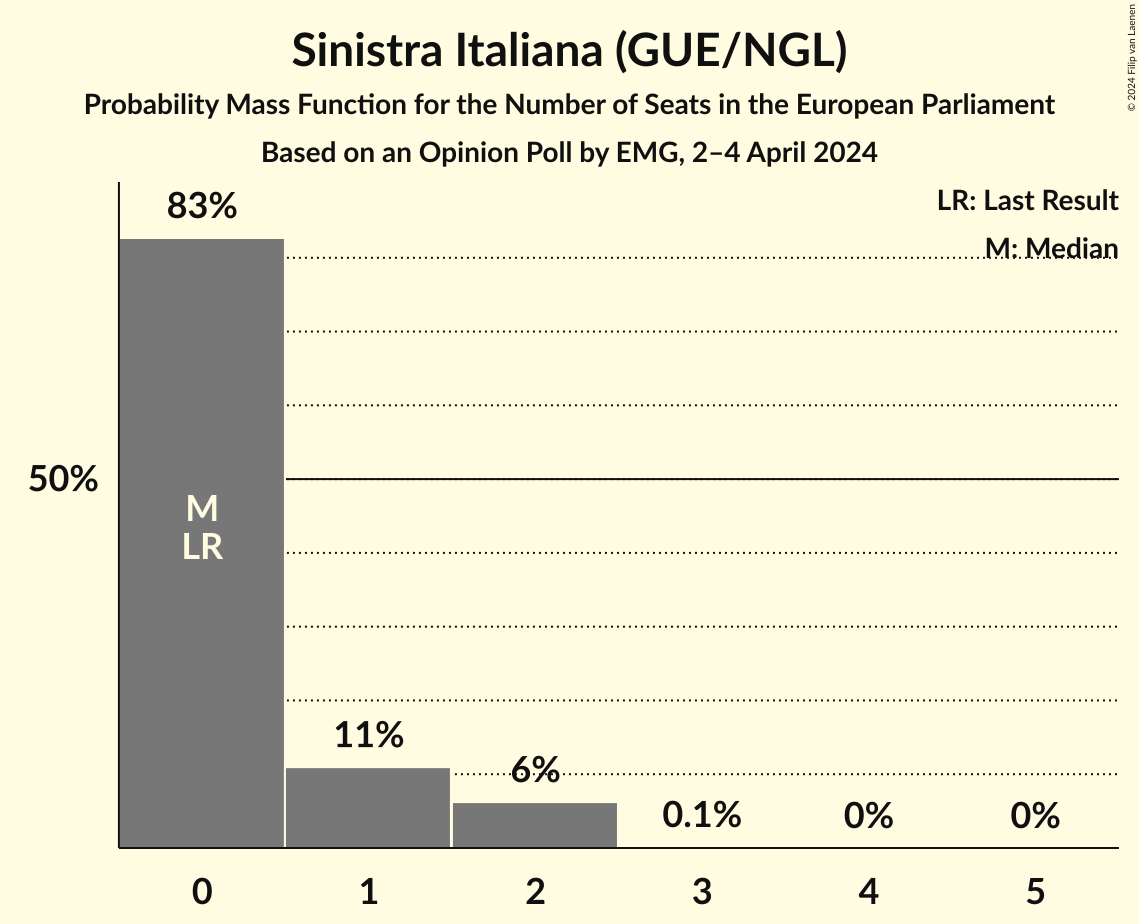 Sinistra Italiana (GUE/NGL)
Probability Mass Function for the Number of Seats in the European Parliament
Based on an Opinion Poll by EMG, 2–4 April 2024
© 2024 Filip van Laenen
LR: Last Result
M: Median
83%
50%
M
LR
11%
6%
0.1%
0%
0%
0 1 2 3 4 5